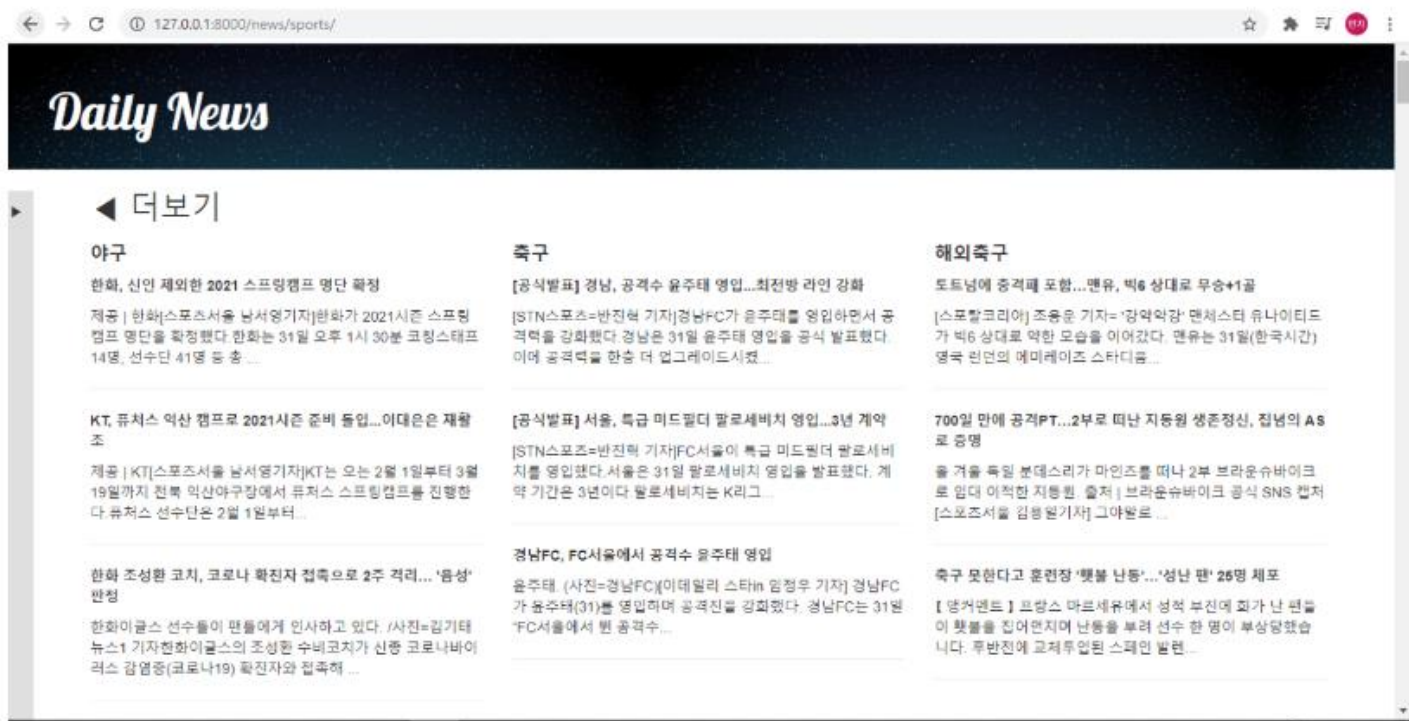 127.0.0.1:8000/news/sports/
Daily News
◀ 더보기
야구
한화, 신인 제외한 2021 스프링캠프 명단 확정
제공 | 한화[스포츠서울 남서영기자]한화가 2021시즌 스프링
캠프 명단을 확정했다.한화는 31일 오후 1시 30분 코칭스태프
14명, 선수단 41명 등 총 ...
KT, 퓨처스 익산 캠프로 2021시즌 준비 돌입...이대은은 재활
조
제공 | KT[스포츠서울 남서영기자]KT는 오는 2월 1일부터 3월
19일까지 전북 익산야구장에서 퓨처스 스프링캠프를 진행한
다.퓨처스 선수단은 2월 1일부터...
한화 조성환 코치, 코로나 확진자 접촉으로 2주 격리... '음성'
판정
한화이글스 선수들이 팬들에게 인사하고 있다. /사진=김기태
뉴스1 기자한화이글스의 조성환 수비코치가 신종 코로나바이
러스 감염증(코로나19) 확진자와 접촉해 ...
축구
[공식발표] 경남, 공격수 윤주태 영입...최전방 라인 강화
[STN스포츠=반진혁 기자]경남FC가 윤주태를 영입하면서 공
격력을 강화했다.경남은 31일 윤주태 영입을 공식 발표했다.
이에 공격력을 한층 더 업그레이드시켰...
[공식발표] 서울, 특급 미드필더 팔로세비치 영입...3년 계약
[STN스포츠=반진혁 기자]FC서울이 특급 미드필더 팔로세비
치를 영입했다.서울은 31일 팔로세비치 영입을 발표했다. 계
약 기간은 3년이다.팔로세비치는 K리그...
경남FC, FC서울에서 공격수 윤주태 영입
윤주태. (사진=경남FC)[이데일리 스타in 임정우 기자] 경남FC
가 윤주태(31)를 영입하며 공격진을 강화했다. 경남FC는 31일
"FC서울에서 뛴 공격수...
해외축구
토트넘에 충격패 포함...맨유, 빅6 상대로 무승+1골
[스포탈코리아] 조용운 기자= '강약약강' 맨체스터 유나이티드
가 빅6 상대로 약한 모습을 이어갔다. 맨유는 31일(한국시간)
영국 런던의 에미레이츠 스타디움...
700일 만에 공격PT...2부로 떠난 지동원 생존정신, 집념의 AS
로 증명
올 겨울 독일 분데스리가 마인츠를 떠나 2부 브라운슈바이크
로 임대 이적한 지동원. 출처 | 브라운슈바이크 공식 SNS 캡처
[스포츠서울 김용일기자] 그야말로 ...
축구 못한다고 훈련장 '횃불 난동'...'성난 팬' 25명 체포
【 앵커멘트 】프랑스 마르세유에서 성적 부진에 화가 난 팬들
이 횃불을 집어던지며 난동을 부려 선수 한 명이 부상당했습
니다. 후반전에 교체투입된 스페인 발렌...